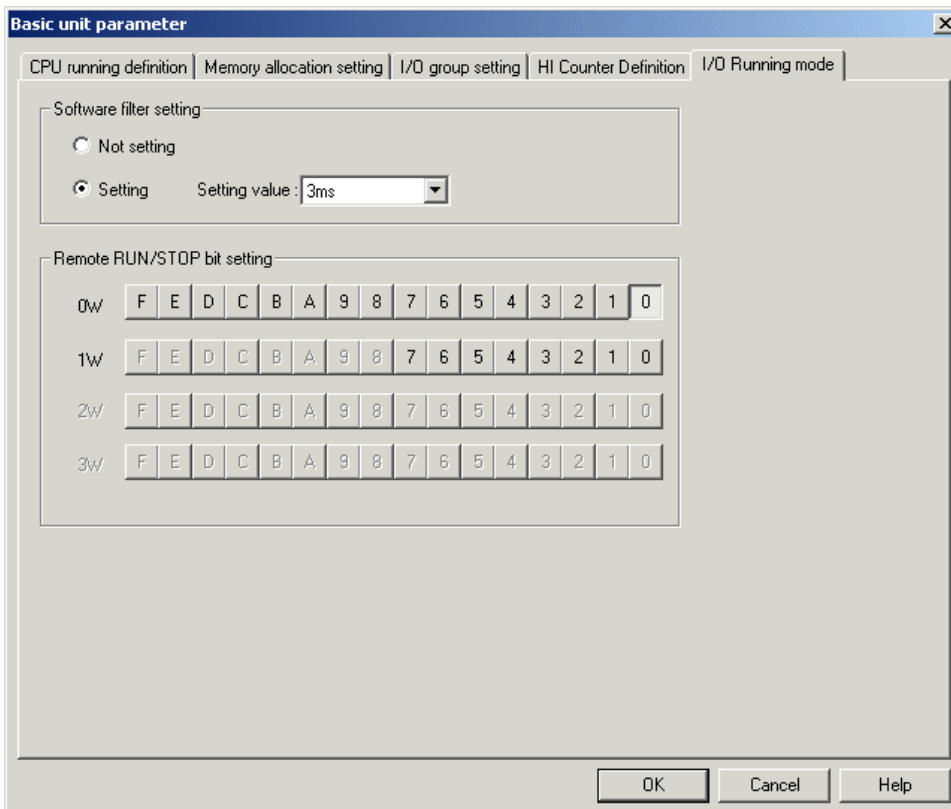 Basic unit parameter
CPU running definition Memory allocation setting I/O group setting HI Counter Definition I/O Running mode
Software filter setting
Not setting
Setting Setting value : 3ms
Remote RUN/STOP bit setting
0W F E D C B A 9 8 7 6 5 4 3 2 1 0
1W F E D C B A 9 8 7 6 5 4 3 2 1 0
2W F E D C B A 9 8 7 6 5 4 3 2 1 0
3W F E D C B A 9 8 7 6 5 4 3 2 1 0
OK Cancel Help